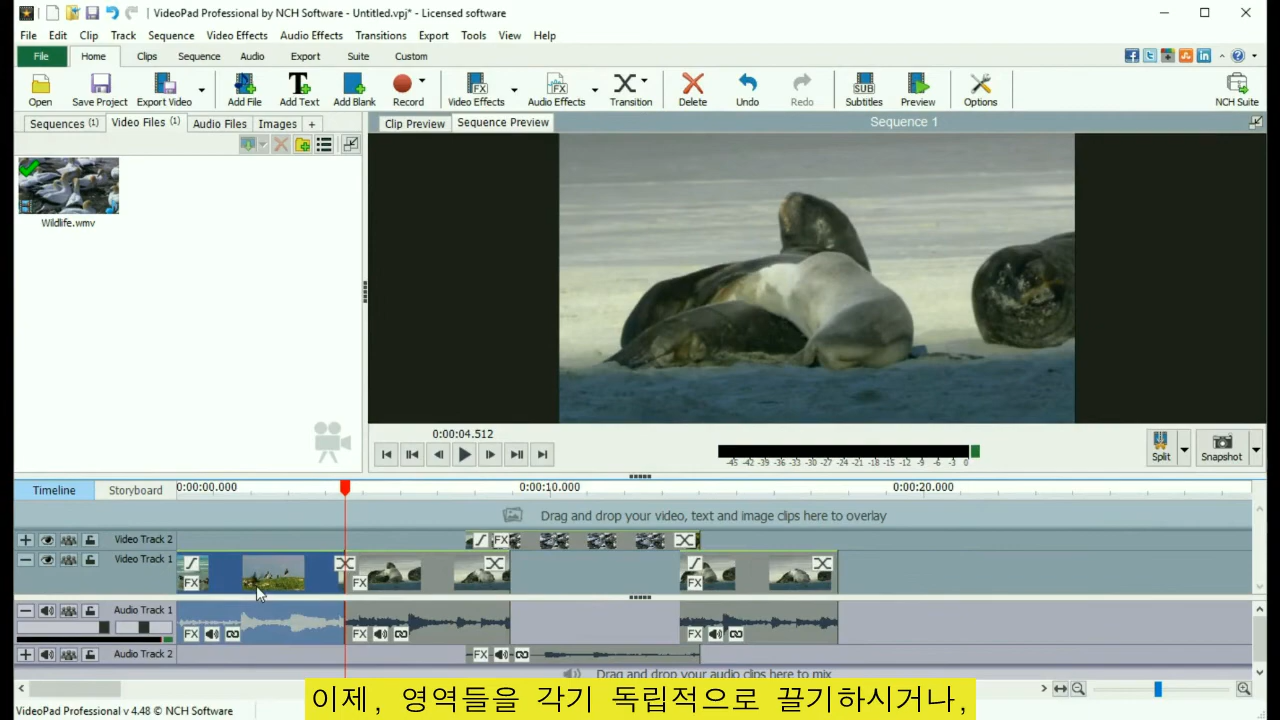 VideoPad Professional by NCH Software - Untitled.vpj* - Licensed software
File Edit Clip Track Sequence Video Effects Audio Effects Transitions Export Tools View Help
File Home Clips Sequence Audio Export Suite Custom
Open Save Project Export Video Add File Add Text Add Blank Record Video Effects Audio Effects Transition Delete Undo Redo Subtitles Preview Options NCH Suite
Sequences (1) Video Files (1) Audio Files Images +
Clip Preview Sequence Preview Sequence 1
Wildlife.wmv
0:00:04.512
-45 -42 -39 -36 -33 -30 -27 -24 -21 -18 -15 -12 -9 -6 -3 0
Split Snapshot
Timeline Storyboard 0:00:00.000 0:00:10.000 0:00:20.000
Drag and drop your video, text and image clips here to overlay
Video Track 2 FX
Video Track 1
FX FX FX
Audio Track 1
FX FX FX
Audio Track 2 FX
Drag and drop your audio clips here to mix
이제, 영역들을 각기 독립적으로 끌기하시거나,
VideoPad Professional v 4.48 © NCH Software